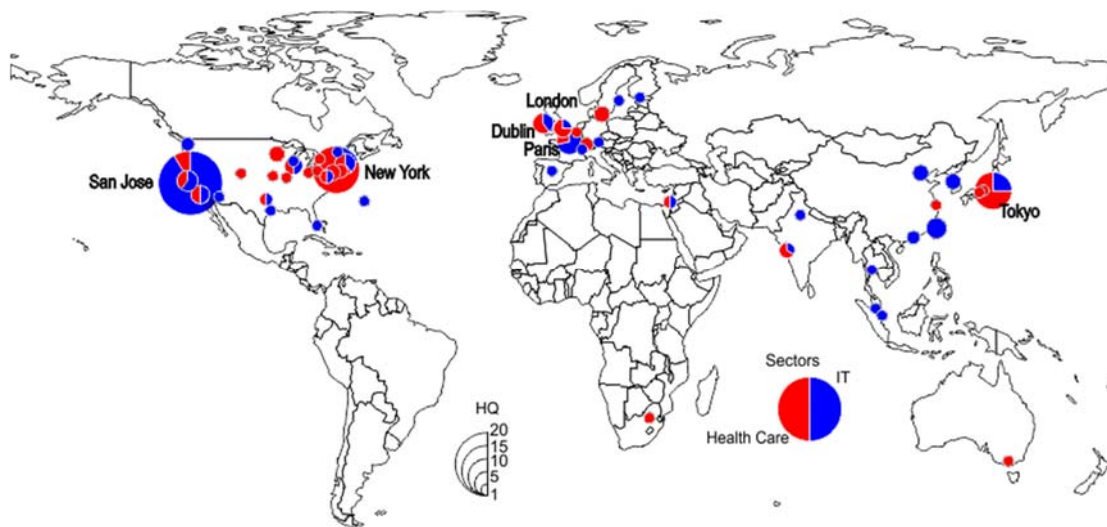 London
Dublin
Paris
San Jose
New York
Tokyo
Sectors
IT
Health Care
HQ
20
15
10
5
1